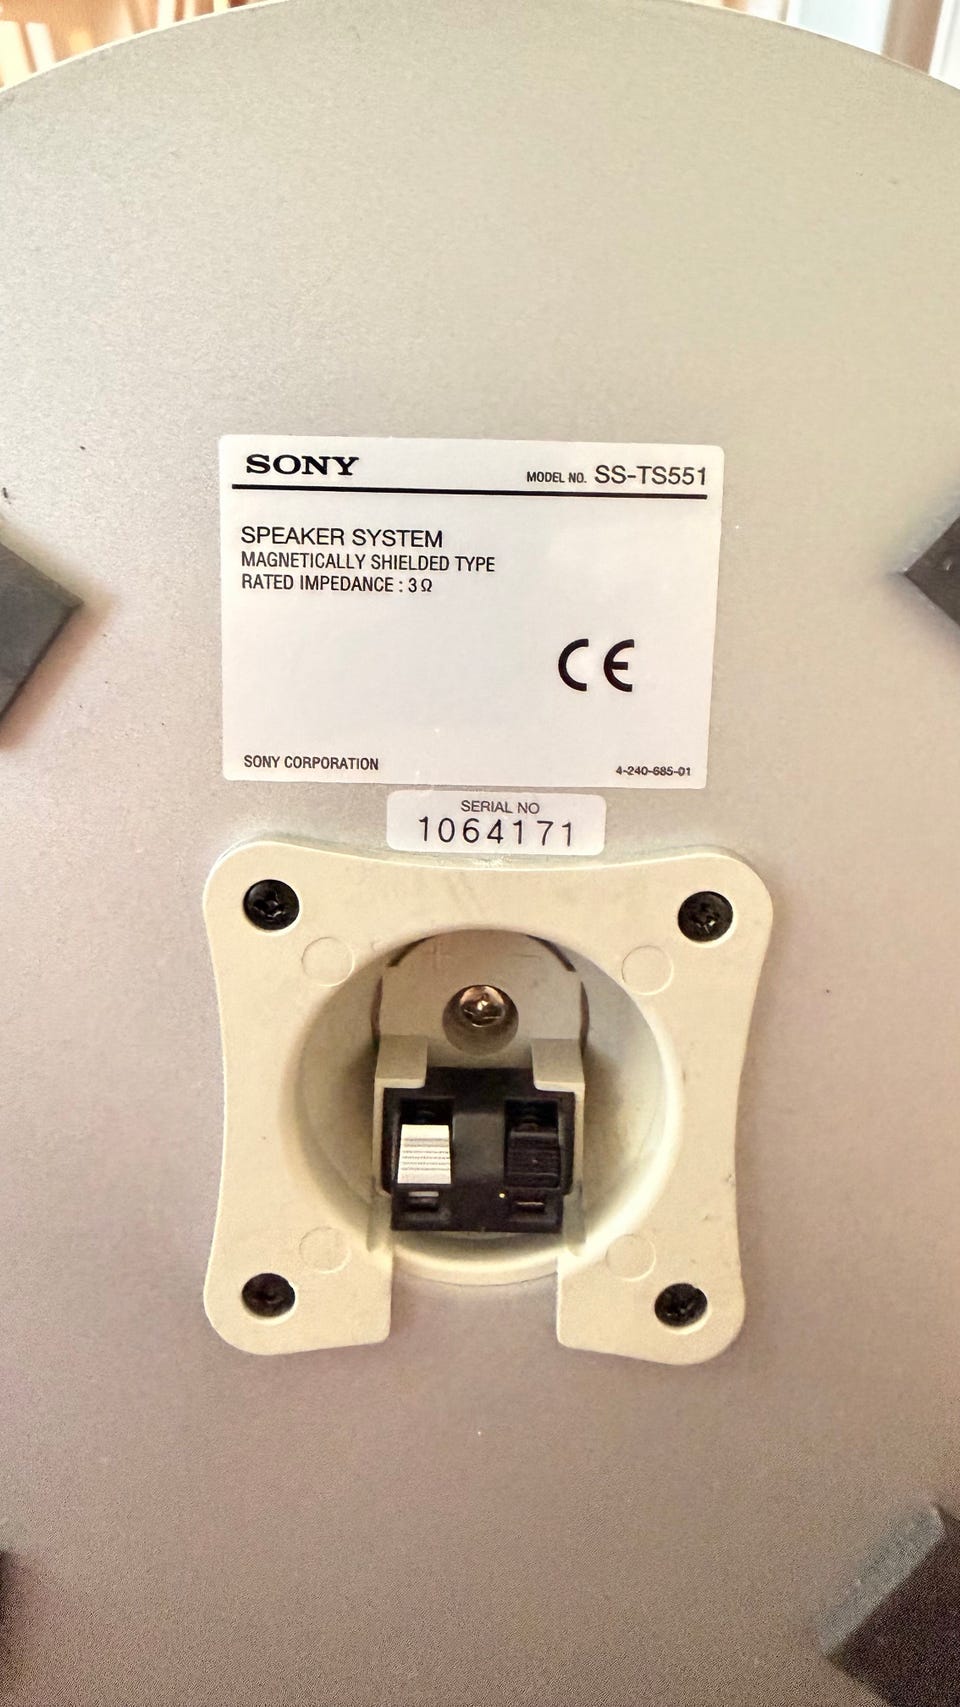 SONY
MODEL NO. SS-TS551
SPEAKER SYSTEM
MAGNETICALLY SHIELDED TYPE
RATED IMPEDANCE : 3 Ω
CE
SONY CORPORATION
4-240-685-01
SERIAL NO
1064171